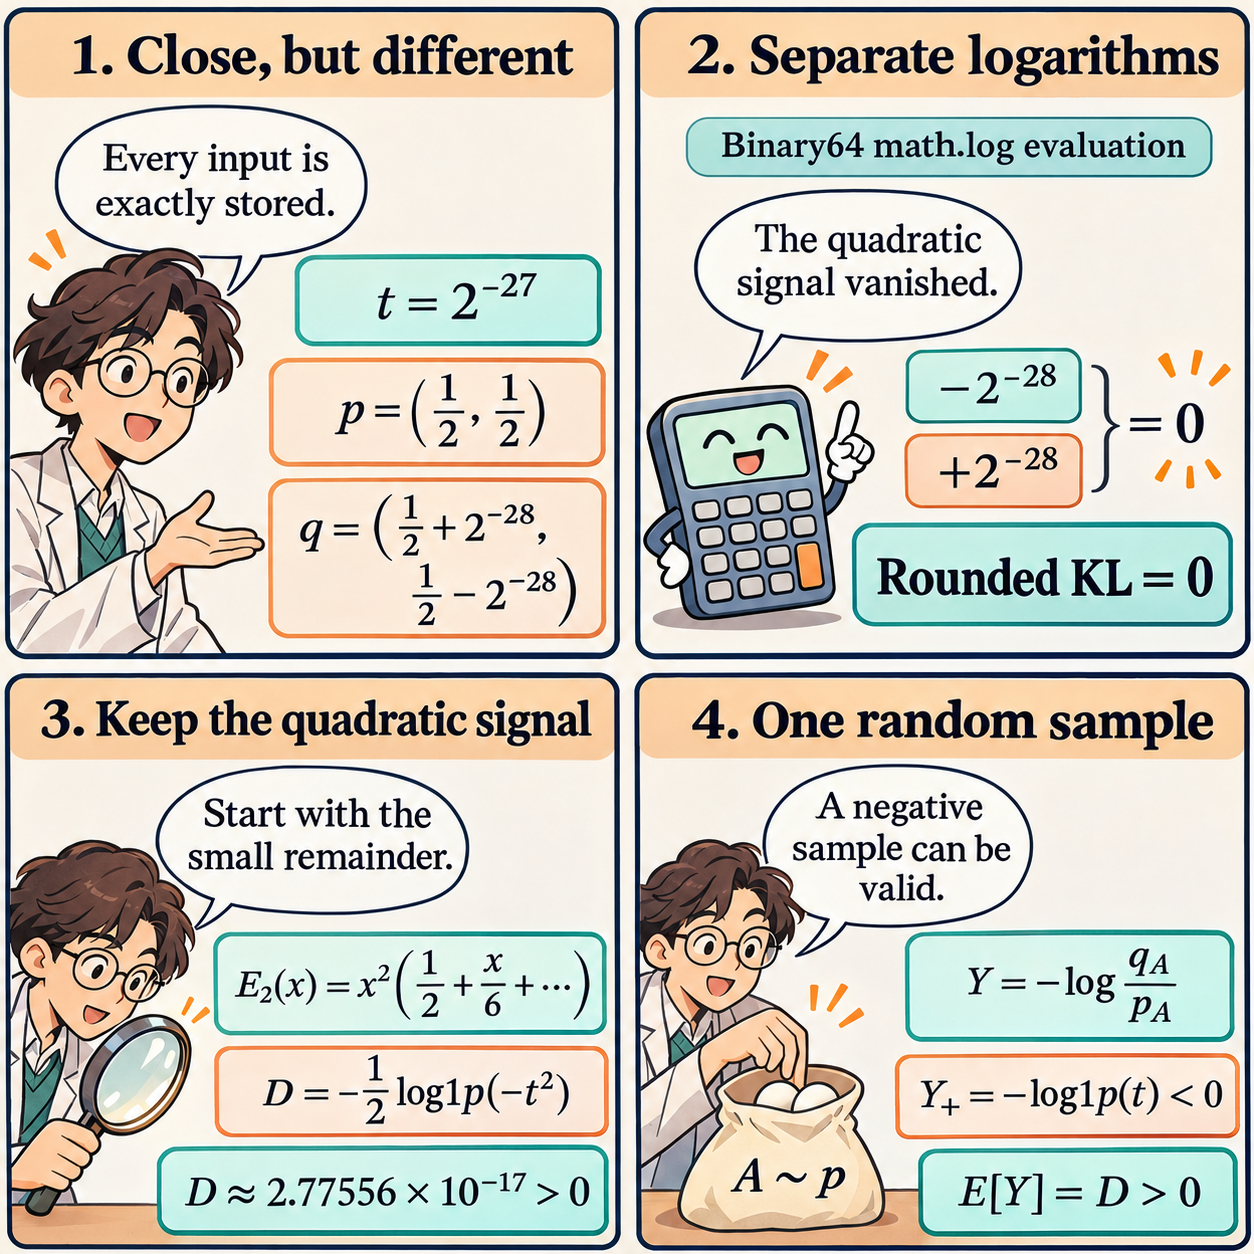 1. Close, but different
Every input is
exactly stored.
t = 2⁻²⁷
p = (1/2, 1/2)
q = (1/2 + 2⁻²⁸,
1/2 − 2⁻²⁸)
2. Separate logarithms
Binary64 math.log evaluation
The quadratic
signal vanished.
−2⁻²⁸
+2⁻²⁸
= 0
Rounded KL = 0
3. Keep the quadratic signal
Start with the
small remainder.
E₂(x) = x²(1/2 + x/6 + ···)
D = −1/2 log1p(−t²)
D ≈ 2.77556 × 10⁻¹⁷ > 0
4. One random sample
A negative
sample can be
valid.
Y = −log q_A/p_A
Y₊ = −log1p(t) < 0
A ~ p
E[Y] = D > 0